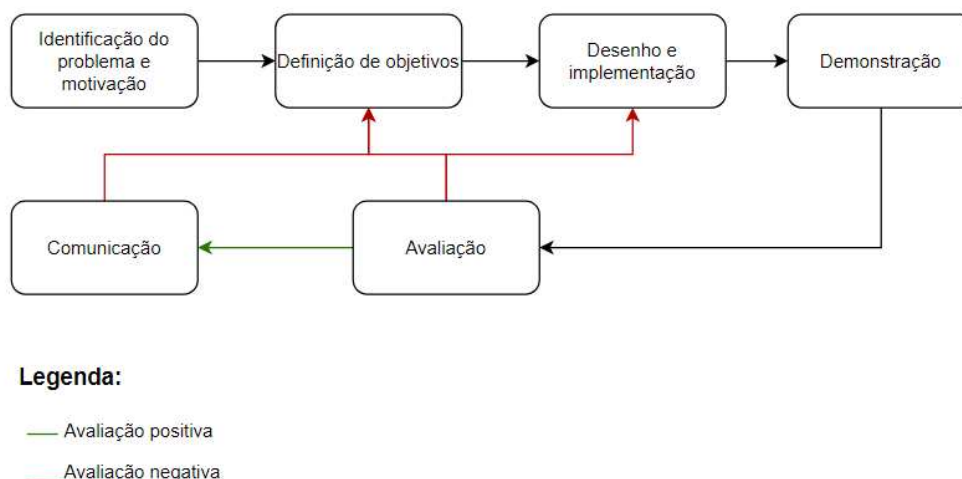 Identificação do
problema e
motivação
Definição de objetivos
Desenho e
implementação
Demonstração
Comunicação
Avaliação
Legenda:
Avaliação positiva
Avaliação negativa